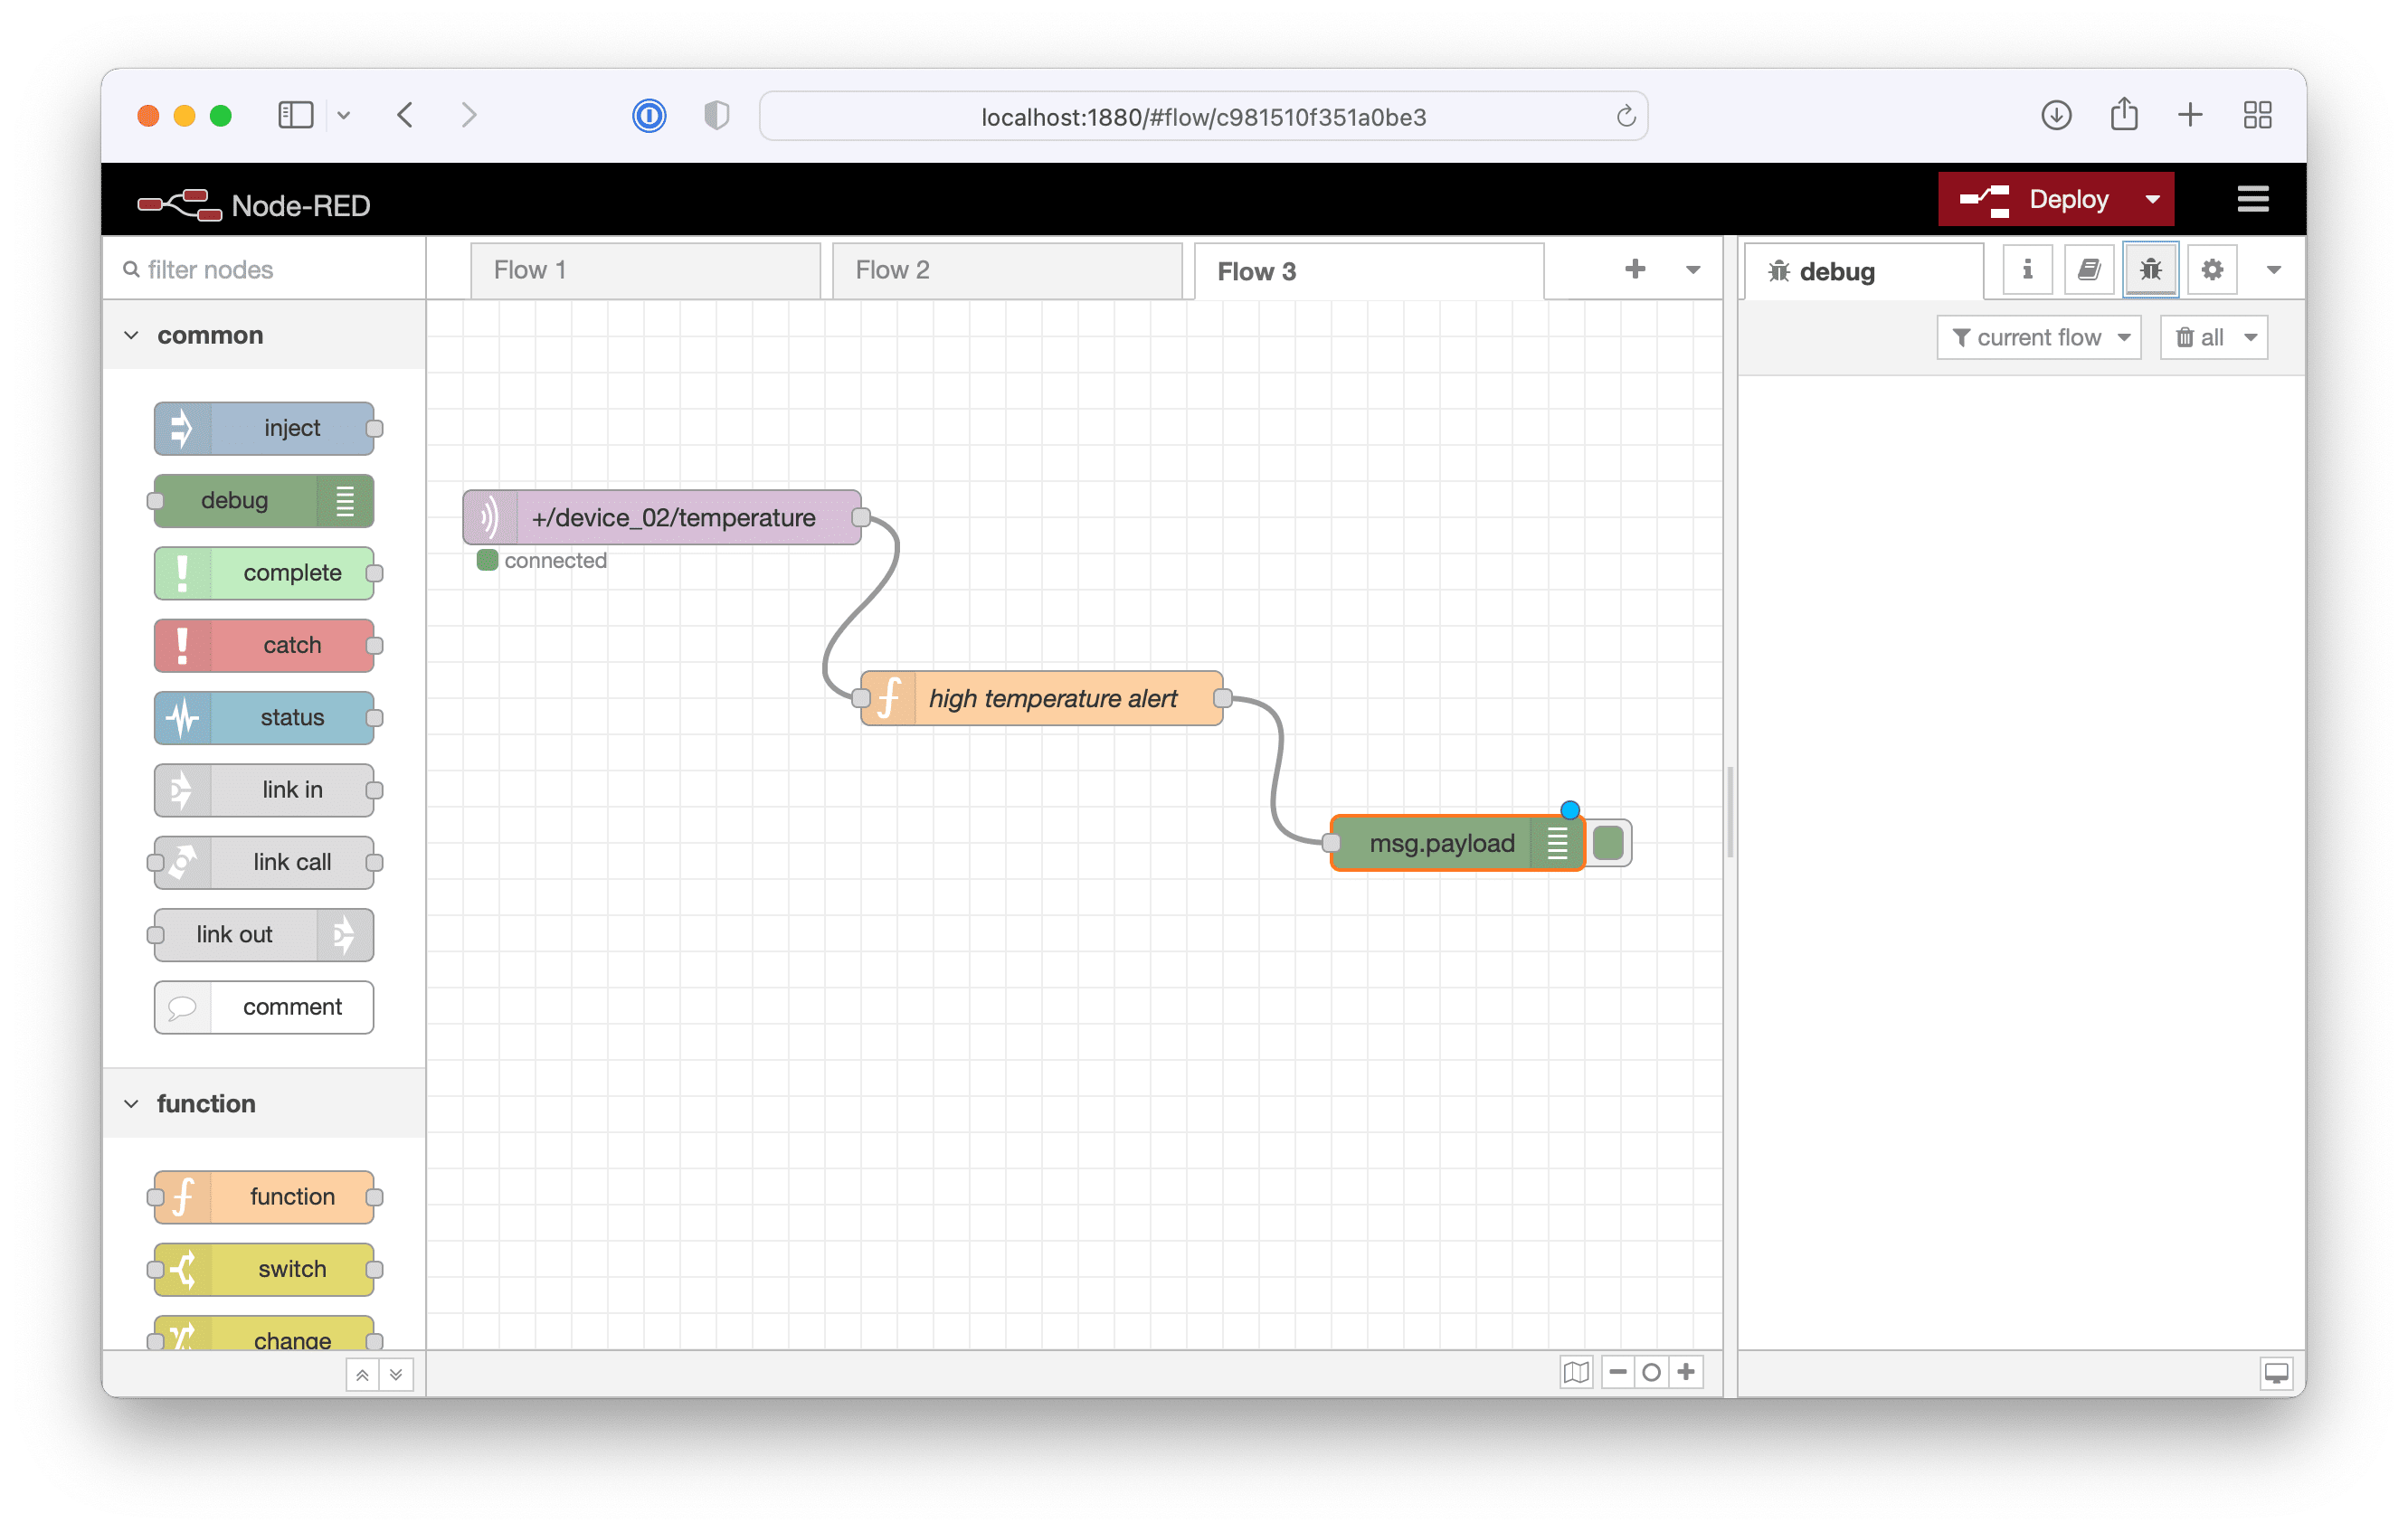 localhost:1880/#flow/c981510f351a0be3
Node-RED
Deploy
filter nodes
Flow 1
Flow 2
Flow 3
debug
i
current flow
all
common
inject
debug
complete
catch
status
link in
link call
link out
comment
function
function
switch
change
+/device_02/temperature
connected
high temperature alert
msg.payload